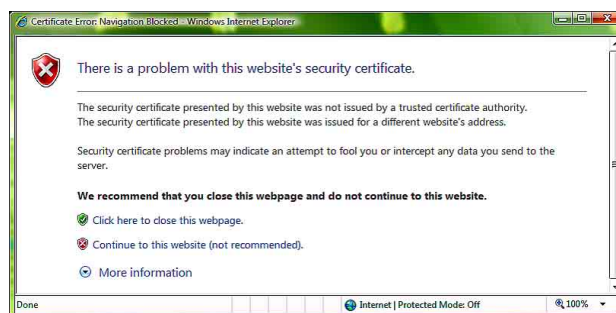 Certificate Error: Navigation Blocked - Windows Internet Explorer
There is a problem with this website's security certificate.
The security certificate presented by this website was not issued by a trusted certificate authority.
The security certificate presented by this website was issued for a different website's address.
Security certificate problems may indicate an attempt to fool you or intercept any data you send to the
server.
We recommend that you close this webpage and do not continue to this website.
Click here to close this webpage.
Continue to this website (not recommended).
More information
Done Internet | Protected Mode: Off 100%